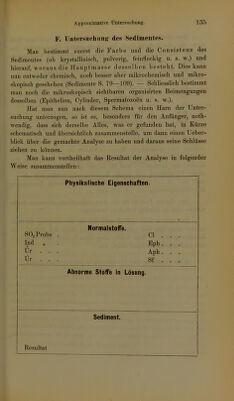 Approximative Untersuchung. 135
F. Untersuchung des Sedimentes.
Man bestimmt zuerst die Farbe und die Consistenz des
Sedimentes (ob krystallinisch, pulverig, feinflockig u. s. w.) und
hierauf, woraus die Hauptmasse desselben besteht. Dies kann
nun entweder chemisch, noch besser aber mikrochemisch und mikro-
skopisch geschehen (Sedimente S. 79—109). — Schliesslich bestimmt
man noch die mikroskopisch sichtbaren organisirten Beimengungen
desselben (Epithelien, Cylinder, Spermatozoën u. s. w.).
Hat man nun nach diesem Schema einen Harn der Unter-
suchung unterzogen, so ist es, besonders für den Anfänger, noth-
wendig, dass sich derselbe Alles, was er gefunden hat, in Kürze
schematisch und übersichtlich zusammenstelle, um dann einen Ueber-
blick über die gemachte Analyse zu haben und daraus seine Schlüsse
ziehen zu können.
Man kann vortheilhaft das Resultat der Analyse in folgender
Weise zusammenstellen:
Physikalische Eigenschaften.
Normalstoffe.
SO₄Probe . Cl . . .
Ind „ . Eph . . .
Ur . . . Aph . . .
Ūr . . . Sf . . .
Abnorme Stoffe in Lösung.
Sediment.
Resultat